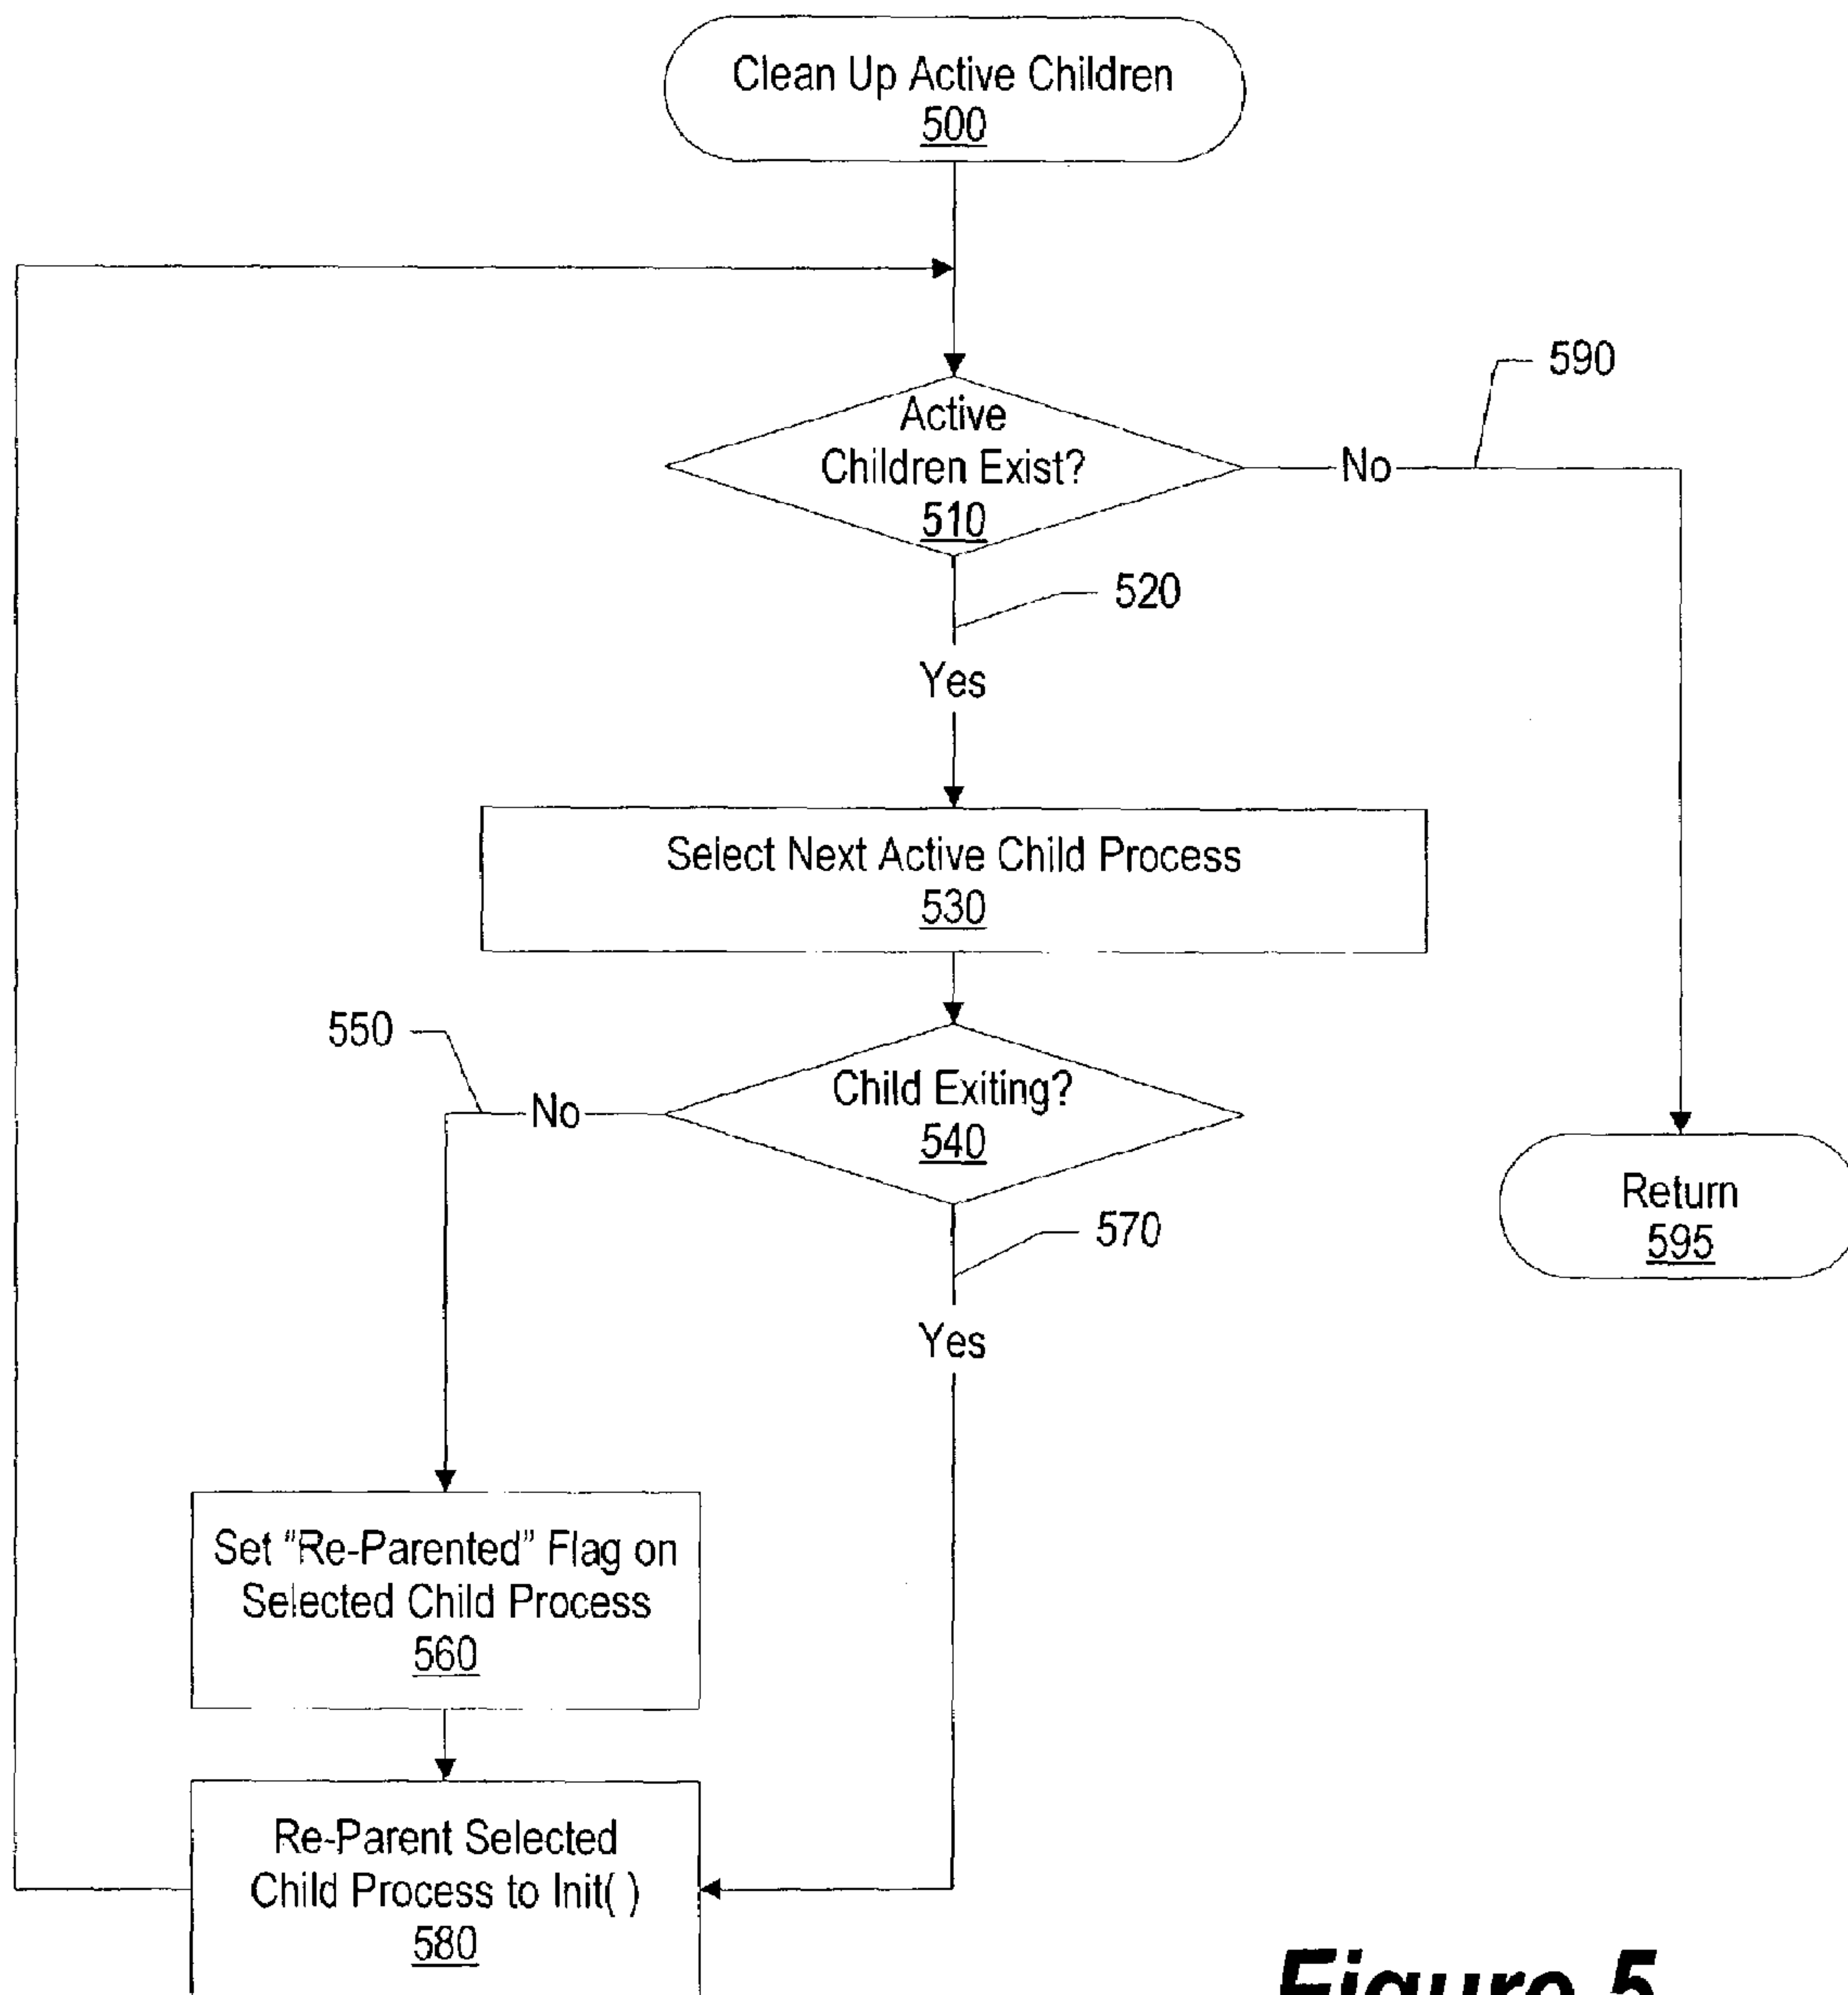 Clean Up Active Children
500
Active
Children Exist?
510
No
590
520
Yes
Select Next Active Child Process
530
550
No
Child Exiting?
540
570
Yes
Return
595
Set “Re-Parented” Flag on
Selected Child Process
560
Re-Parent Selected
Child Process to Init( )
580
Figure 5